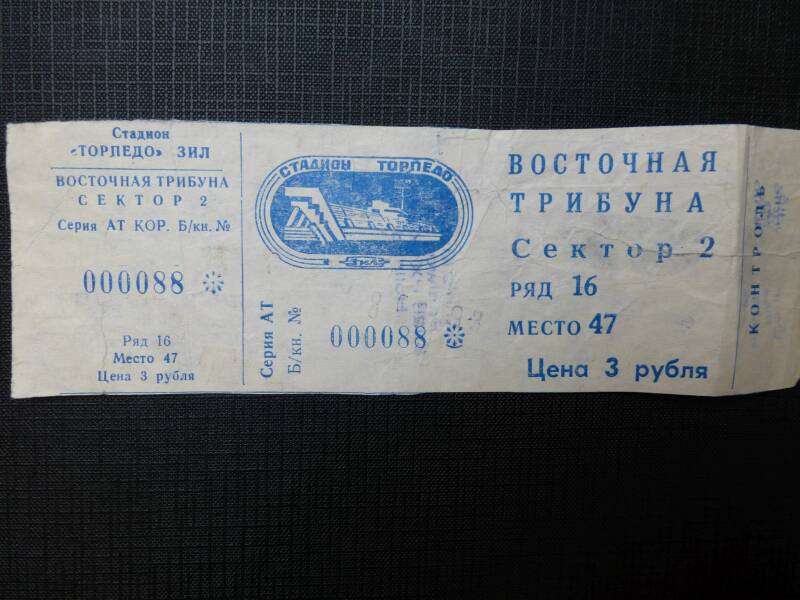 Стадион
«ТОРПЕДО» ЗИЛ
ВОСТОЧНАЯ ТРИБУНА
СЕКТОР 2
Серия АТ КОР. Б/кн. №
000088
Ряд 16
Место 47
Цена 3 рубля
СТАДИОН ТОРПЕДО
ЗИЛ
Серия АТ
Б/кн. №
000088
ВОСТОЧНАЯ
ТРИБУНА
Сектор 2
РЯД 16
МЕСТО 47
Цена 3 рубля
КОНТРОЛЬ